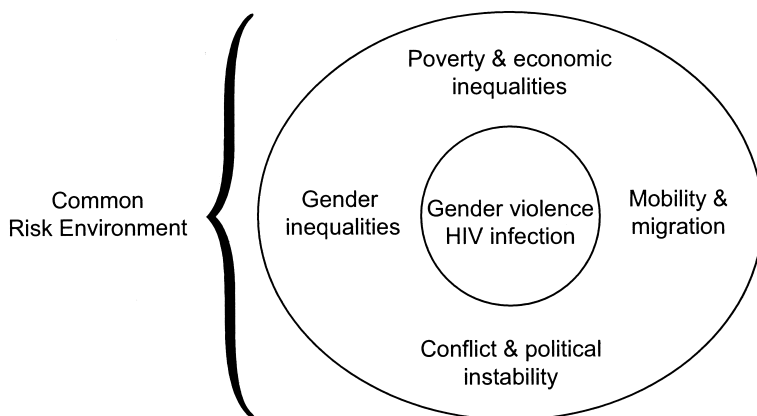 Poverty & economic
inequalities
Common
Risk Environment
Gender
inequalities
Gender violence
HIV infection
Mobility &
migration
Conflict & political
instability